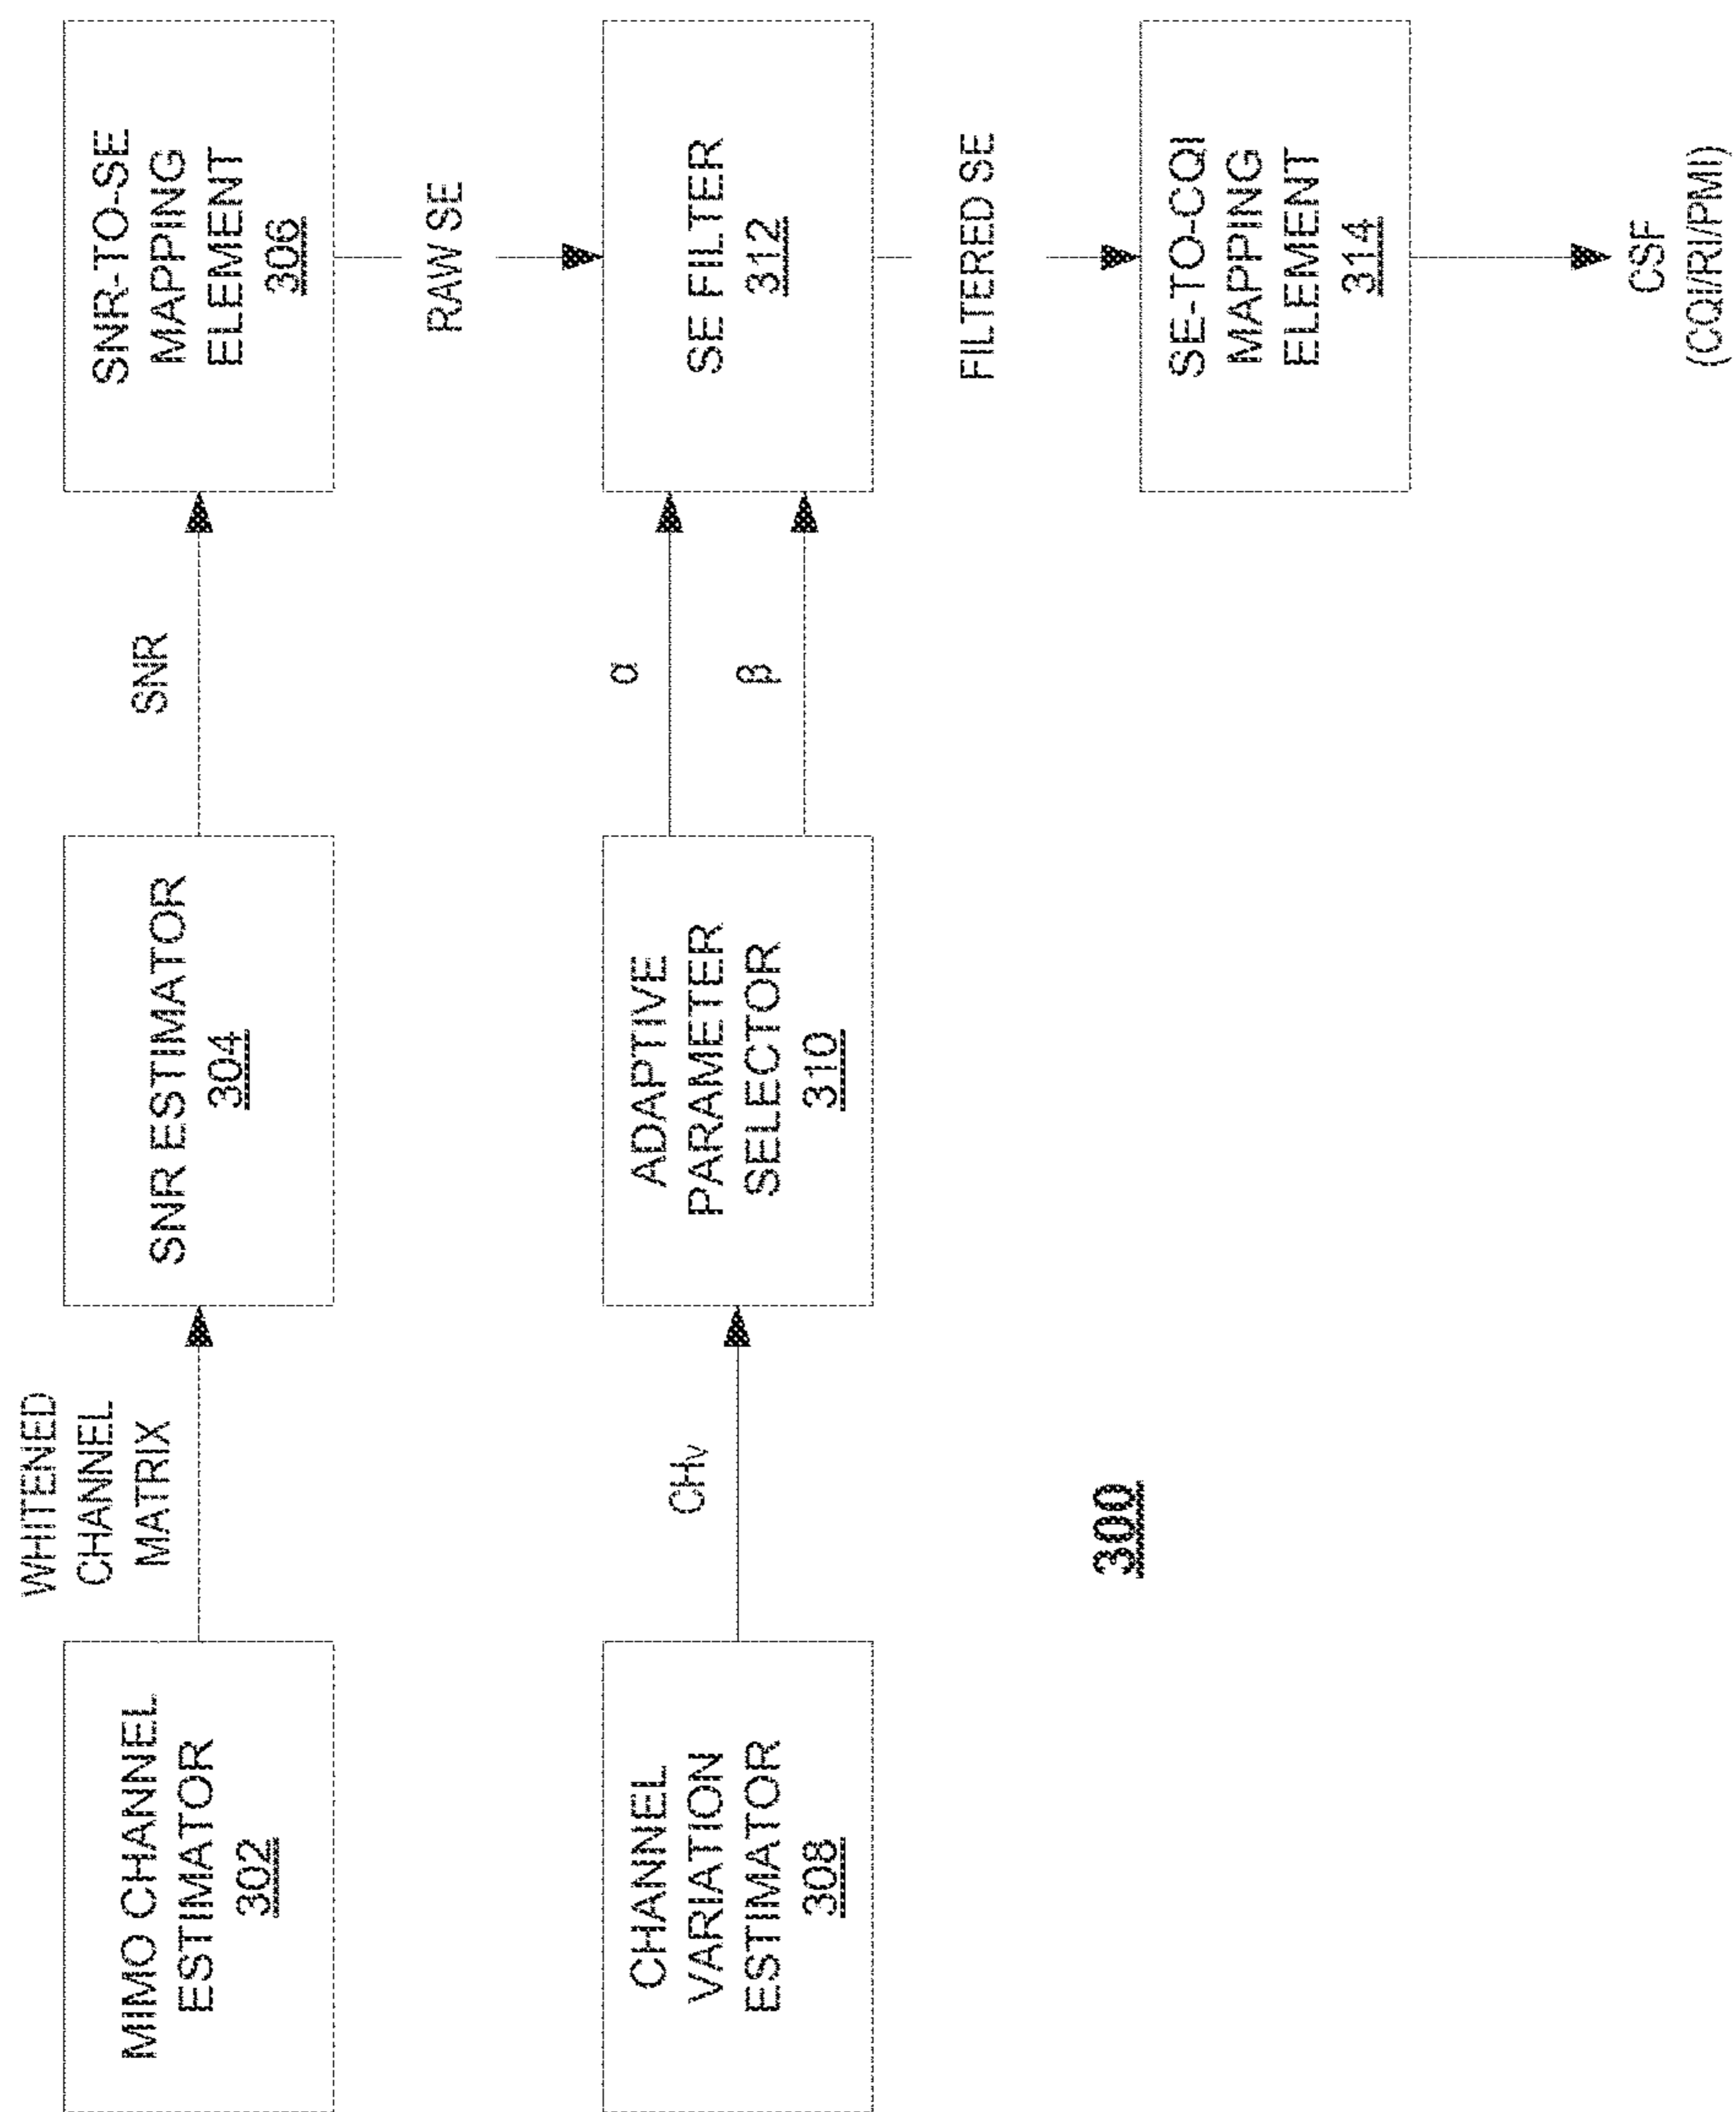 MIMO CHANNEL
ESTIMATOR
302
WHITENED
CHANNEL
MATRIX
SNR ESTIMATOR
304
SNR
SNR-TO-SE
MAPPING
ELEMENT
306
RAW SE
CHANNEL
VARIATION
ESTIMATOR
308
CHv
ADAPTIVE
PARAMETER
SELECTOR
310
α
β
SE FILTER
312
FILTERED SE
SE-TO-CQI
MAPPING
ELEMENT
314
CSF
(CQI/RI/PMI)
300